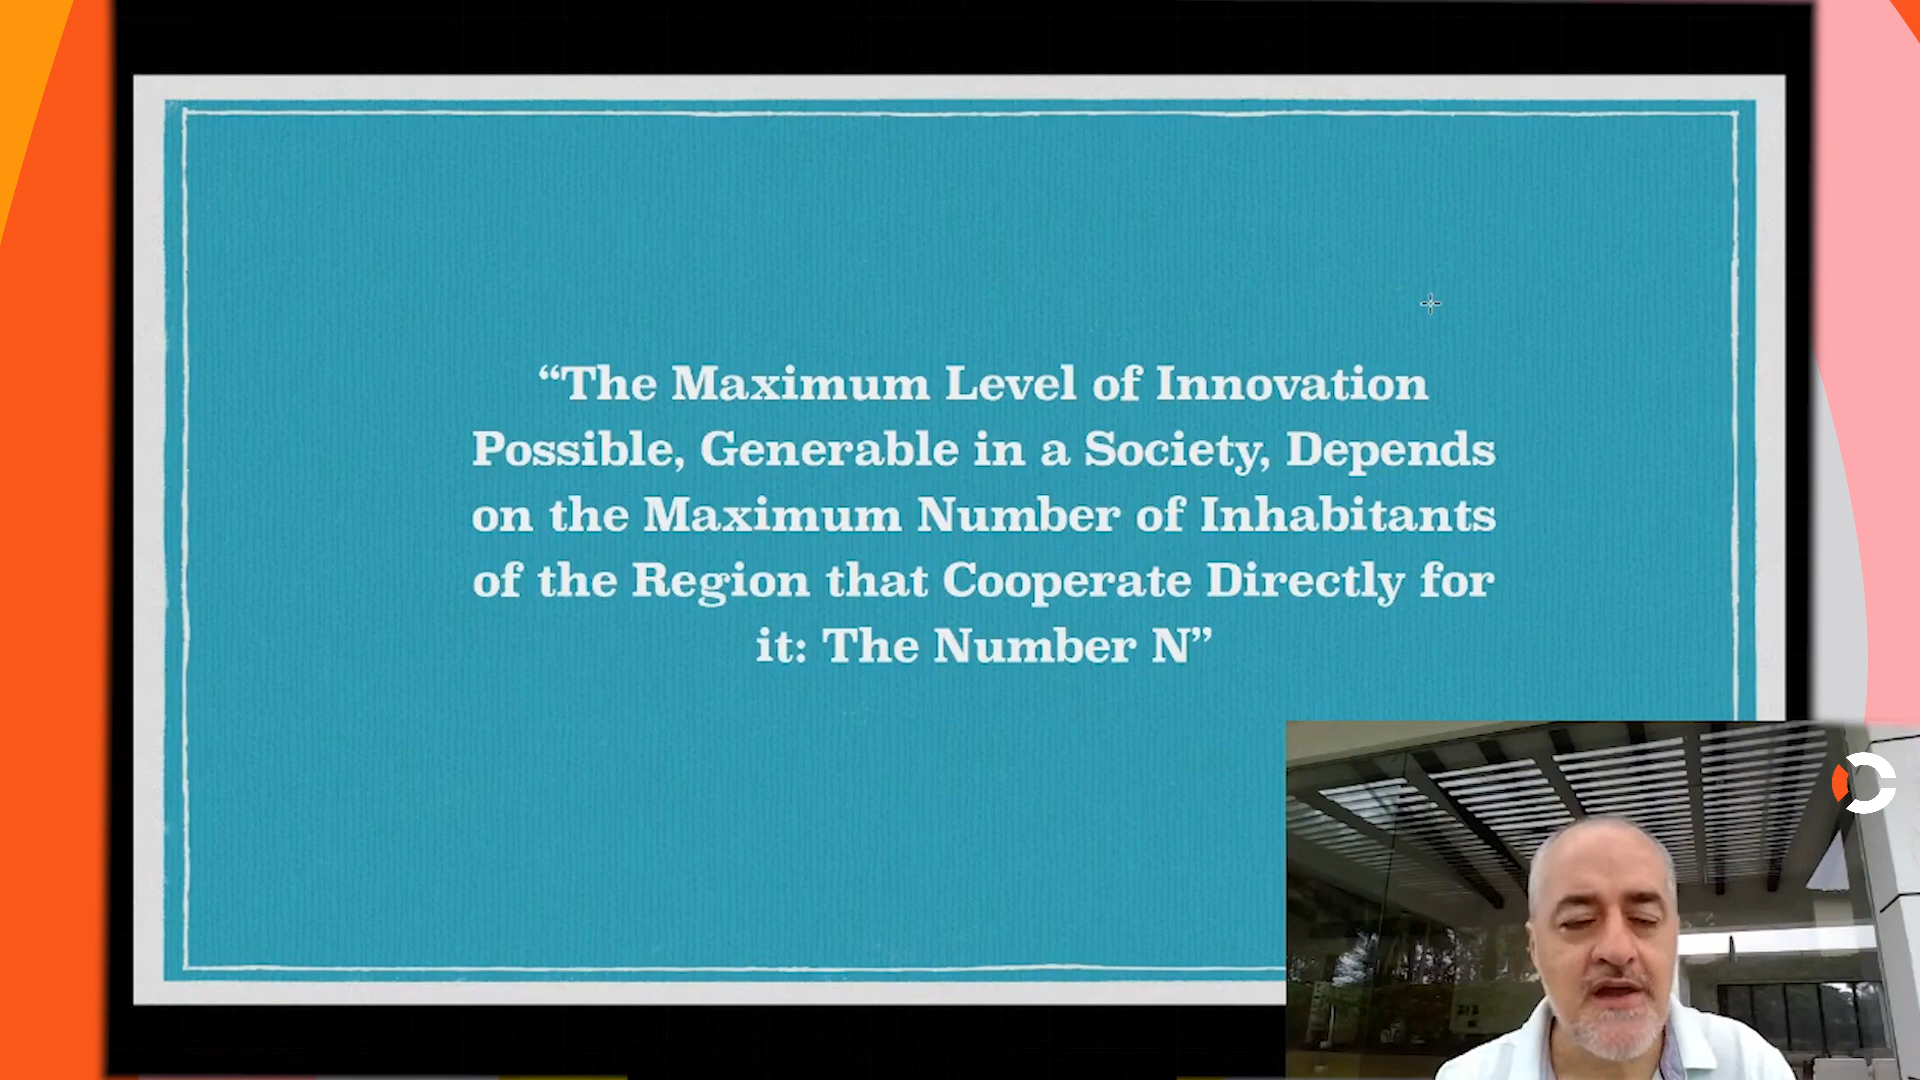 “The Maximum Level of Innovation
Possible, Generable in a Society, Depends
on the Maximum Number of Inhabitants
of the Region that Cooperate Directly for
it: The Number N”